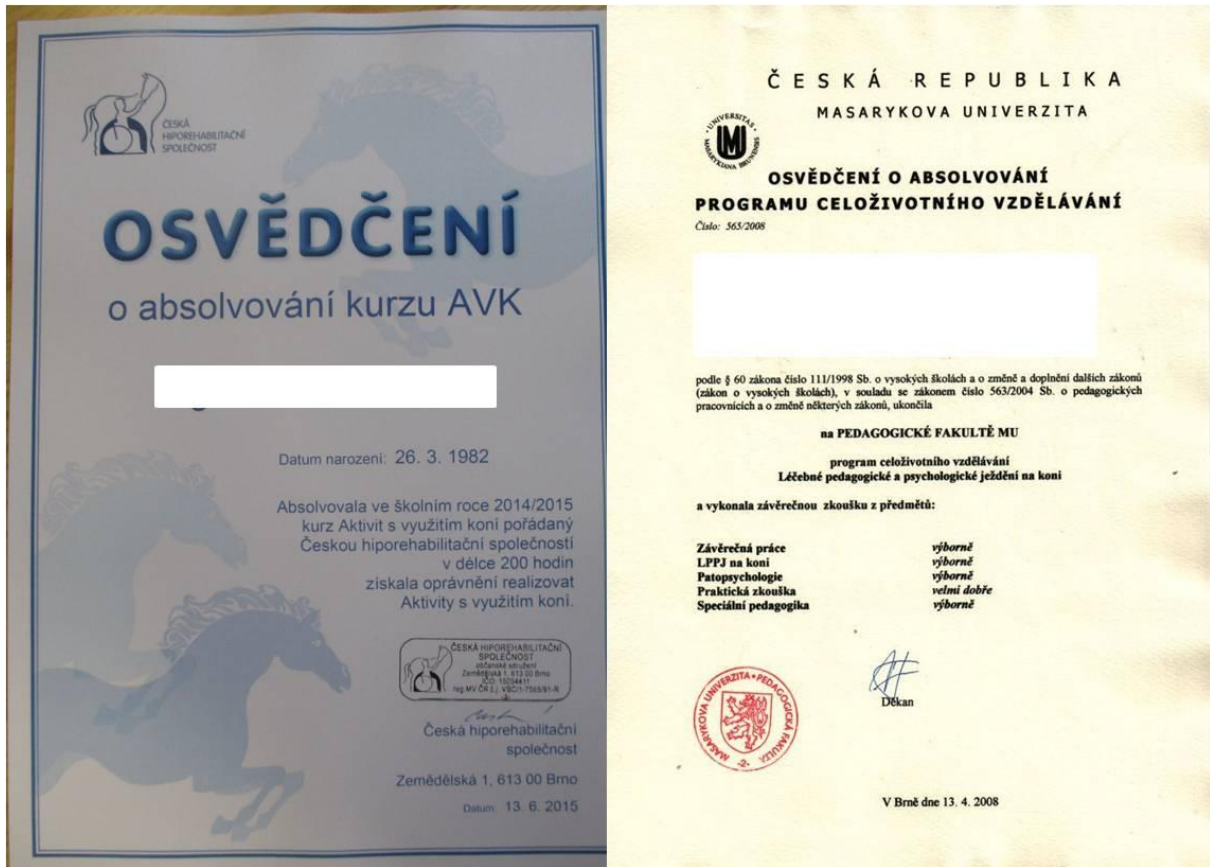 ČESKÁ
HIPOREHABILITAČNÍ
SPOLEČNOST
OSVĚDČENÍ
o absolvování kurzu AVK
Datum narození: 26. 3. 1982
Absolvovala ve školním roce 2014/2015
kurz Aktivit s využitím koní pořádaný
Českou hiporehabilitační společností
v délce 200 hodin
získala oprávnění realizovat
Aktivity s využitím koní.
ČESKÁ HIPOREHABILITAČNÍ
SPOLEČNOST
občanské sdružení
Zemědělská 1, 613 00 Brno
Česká hiporehabilitační
společnost
Zemědělská 1, 613 00 Brno
Datum: 13. 6. 2015
ČESKÁ REPUBLIKA
MASARYKOVA UNIVERZITA
UNIVERSITAS MASARYKIANA BRUNENSIS
OSVĚDČENÍ O ABSOLVOVÁNÍ
PROGRAMU CELOŽIVOTNÍHO VZDĚLÁVÁNÍ
Číslo: 565/2008
podle § 60 zákona číslo 111/1998 Sb. o vysokých školách a o změně a doplnění dalších zákonů
(zákon o vysokých školách), v souladu se zákonem číslo 563/2004 Sb. o pedagogických
pracovnících a o změně některých zákonů, ukončila
na PEDAGOGICKÉ FAKULTĚ MU
program celoživotního vzdělávání
Léčebné pedagogické a psychologické ježdění na koni
a vykonala závěrečnou zkoušku z předmětů:
Závěrečná práce výborně
LPPJ na koni výborně
Patopsychologie výborně
Praktická zkouška velmi dobře
Speciální pedagogika výborně
MASARYKOVA UNIVERZITA • PEDAGOGICKÁ FAKULTA
-2-
Děkan
V Brně dne 13. 4. 2008